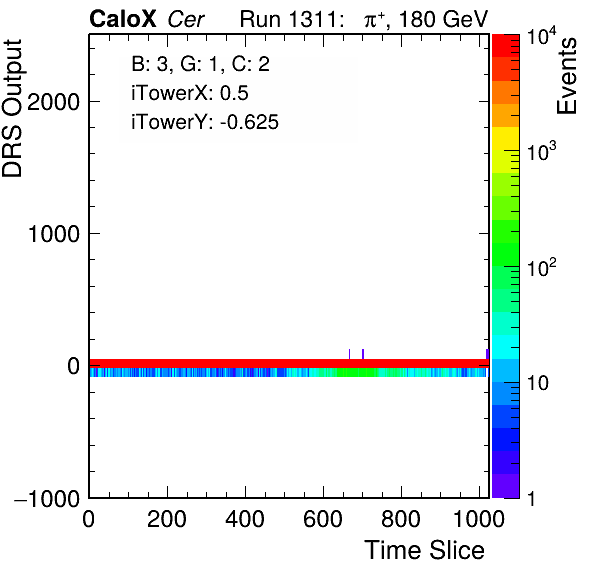 CaloX Cer Run 1311: π⁺, 180 GeV
B: 3, G: 1, C: 2
iTowerX: 0.5
iTowerY: -0.625
DRS Output
2000
1000
0
−1000
0 200 400 600 800 1000
Time Slice
Events
10⁴
10³
10²
10
1